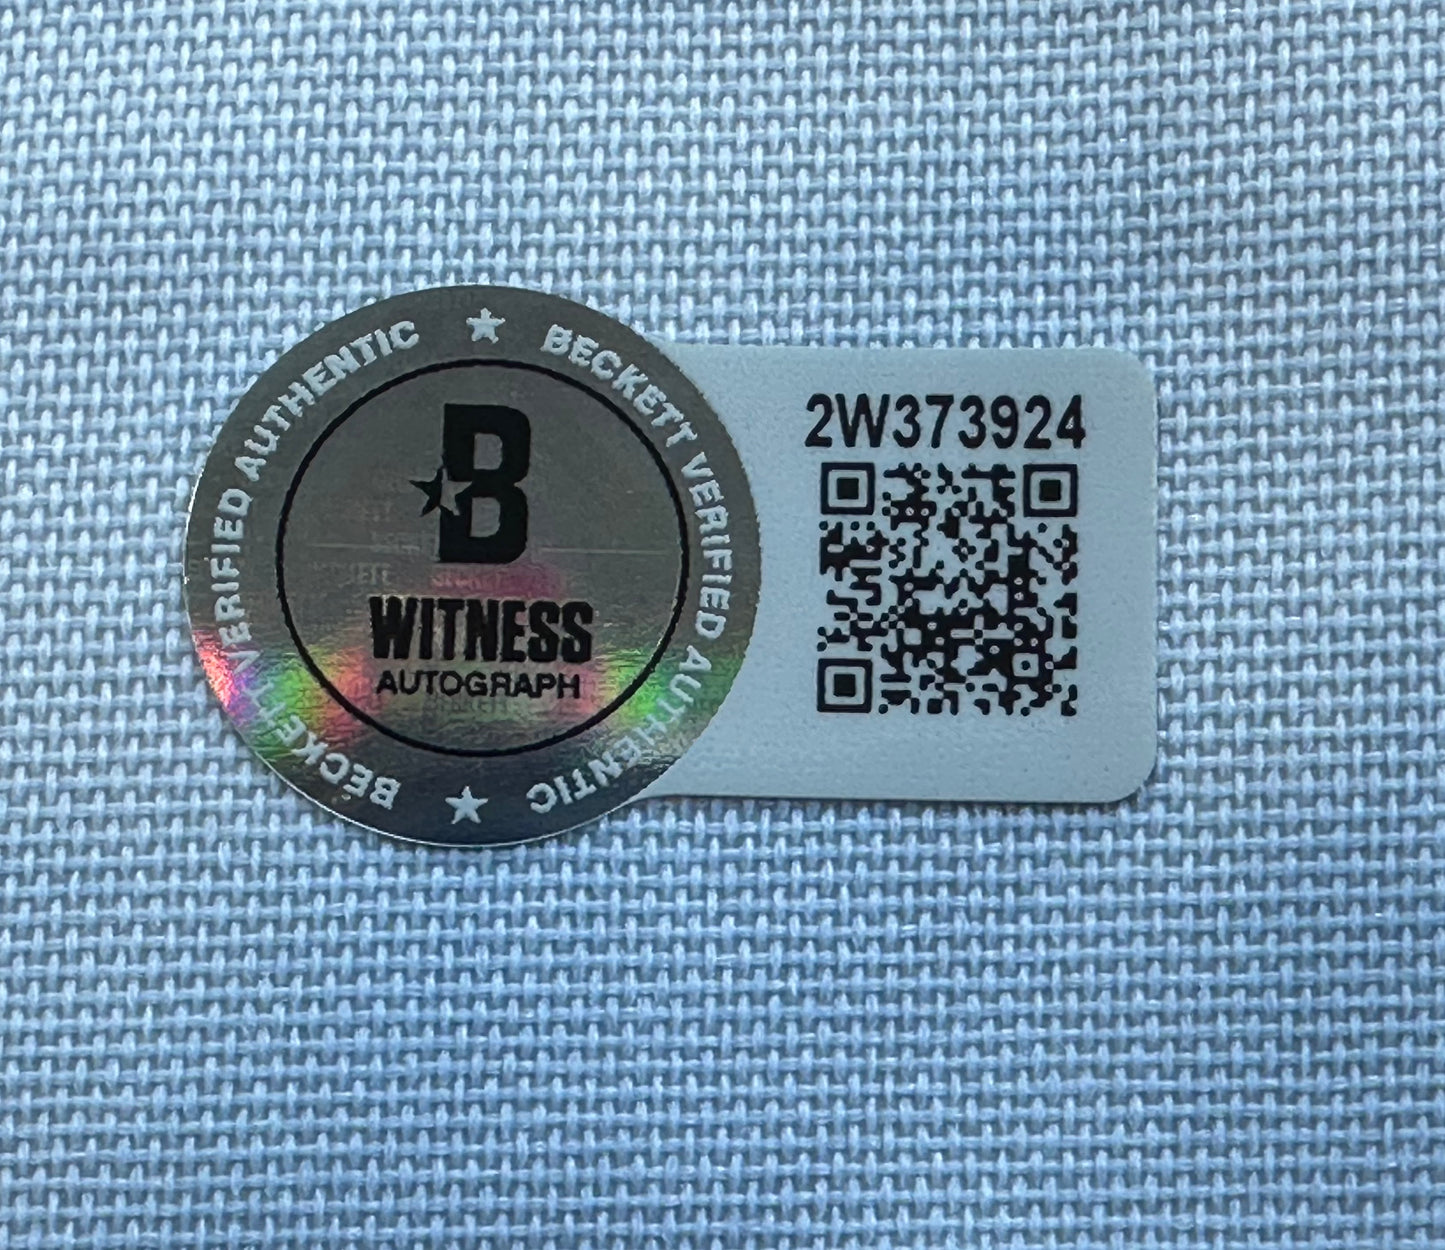 BECKETT VERIFIED AUTHENTIC ★ BECKETT VERIFIED AUTHENTIC ★
B
WITNESS
AUTOGRAPH
2W373924